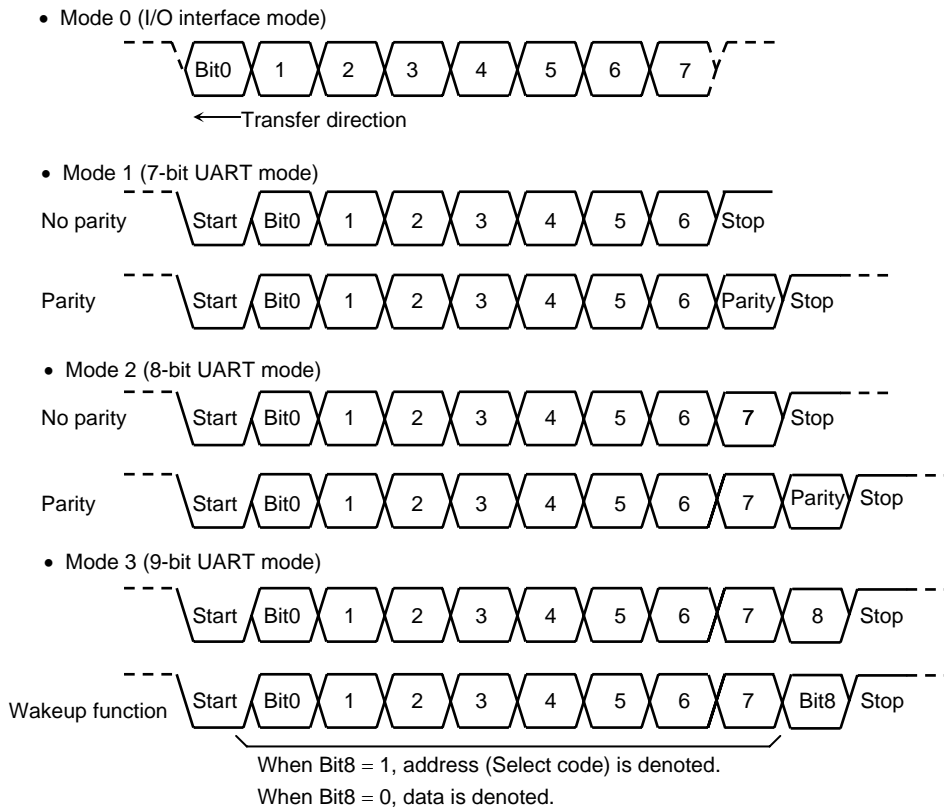 • Mode 0 (I/O interface mode)
Bit0 1 2 3 4 5 6 7
←Transfer direction
• Mode 1 (7-bit UART mode)
No parity Start Bit0 1 2 3 4 5 6 Stop
Parity Start Bit0 1 2 3 4 5 6 Parity Stop
• Mode 2 (8-bit UART mode)
No parity Start Bit0 1 2 3 4 5 6 7 Stop
Parity Start Bit0 1 2 3 4 5 6 7 Parity Stop
• Mode 3 (9-bit UART mode)
Start Bit0 1 2 3 4 5 6 7 8 Stop
Wakeup function Start Bit0 1 2 3 4 5 6 7 Bit8 Stop
When Bit8 = 1, address (Select code) is denoted.
When Bit8 = 0, data is denoted.